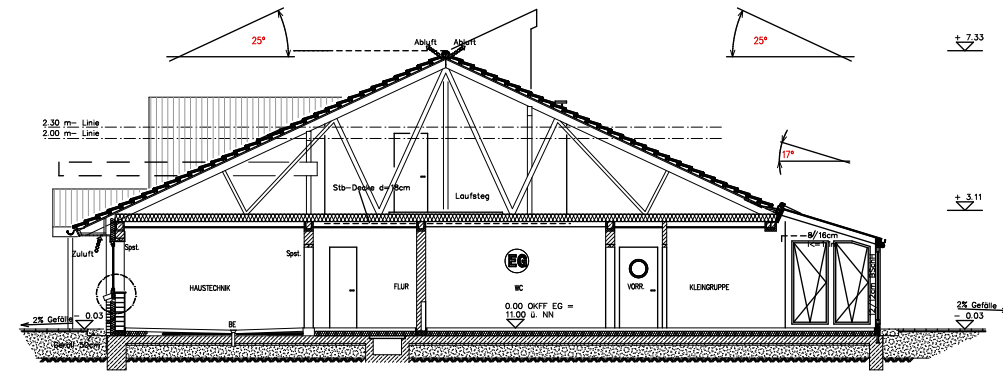 25°
Abluft Abluft
25°
+ 7.33
2.30 m- Linie
2.00 m- Linie
17°
Stb-Decke d=18cm
Laufsteg
+ 3.11
8/16cm
Zuluft
Spst.
Spst.
EG
HAUSTECHNIK
FLUR
WC
VORR.
KLEINGRUPPE
0.00 OKFF EG =
11.00 ü. NN
2% Gefälle
- 0.03
BE
2% Gefälle
- 0.03